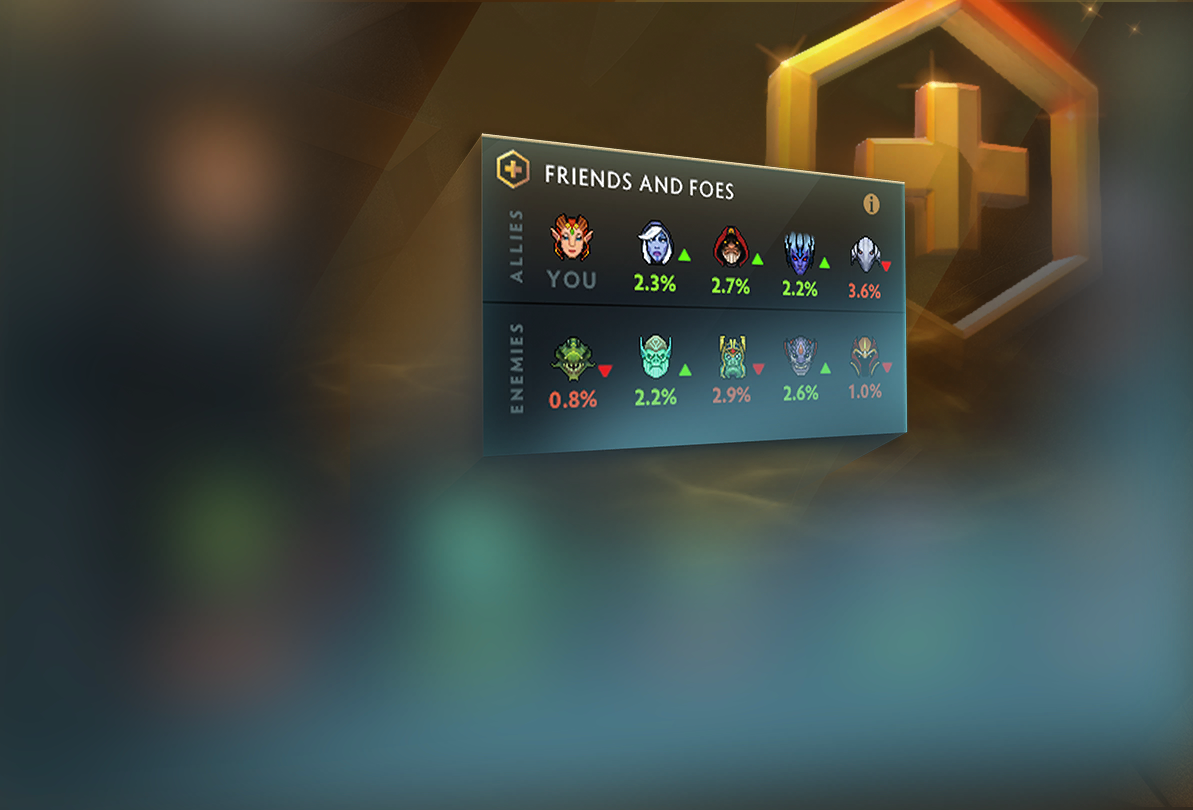 FRIENDS AND FOES
ALLIES
YOU 2.3% 2.7% 2.2% 3.6%
ENEMIES
0.8% 2.2% 2.9% 2.6% 1.0%